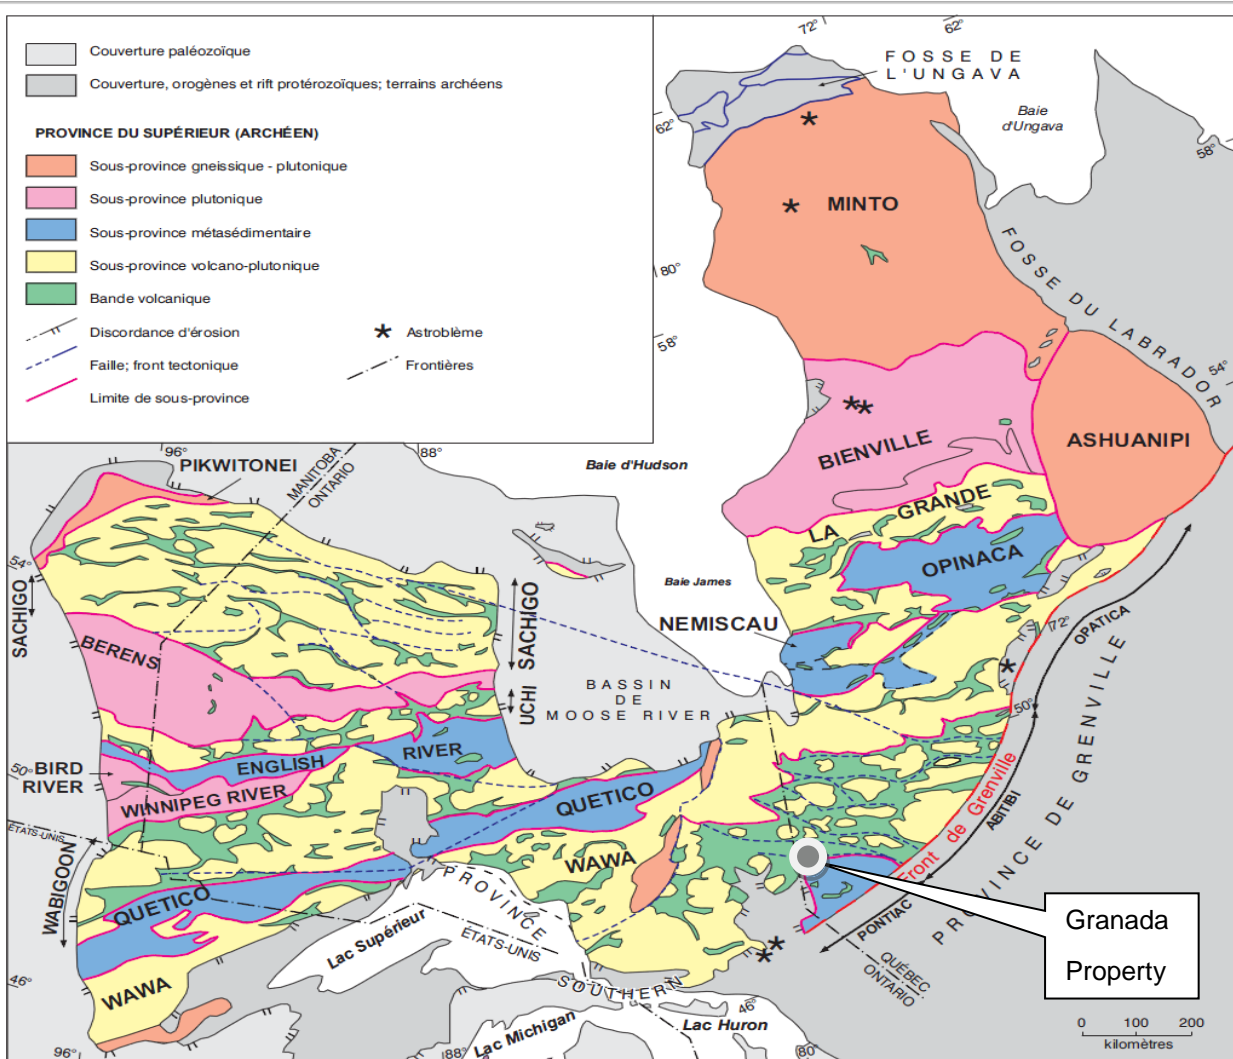 Couverture paléozoïque
Couverture, orogènes et rift protérozoïques; terrains archéens
PROVINCE DU SUPÉRIEUR (ARCHÉEN)
Sous-province gneissique - plutonique
Sous-province plutonique
Sous-province métasédimentaire
Sous-province volcano-plutonique
Bande volcanique
Discordance d'érosion
Faille; front tectonique
Limite de sous-province
Astroblème
Frontières
72°
62°
FOSSE DE
L'UNGAVA
Baie
d'Ungava
62°
58°
MINTO
80°
58°
FOSSE DU LABRADOR
54°
BIENVILLE
ASHUANIPI
96°
PIKWITONEI
MANITOBA
ONTARIO
88°
Baie d'Hudson
LA GRANDE
OPINACA
54°
SACHIGO
SACHIGO
Baie James
NEMISCAU
72°
OPATICA
BERENS
UCHI
BASSIN
DE
MOOSE RIVER
50°
RIVER
ENGLISH
50°
BIRD
RIVER
WINNIPEG RIVER
QUETICO
ÉTATS-UNIS
WABIGOON
WAWA
Front de Grenville
ABITIBI
PROVINCE DE GRENVILLE
QUETICO
PROVINCE
Lac Supérieur
ÉTATS-UNIS
PONTIAC
Granada
Property
QUÉBEC
ONTARIO
46°
WAWA
SOUTHERN
46°
Lac Michigan
Lac Huron
96°
88°
80°
0 100 200
kilomètres